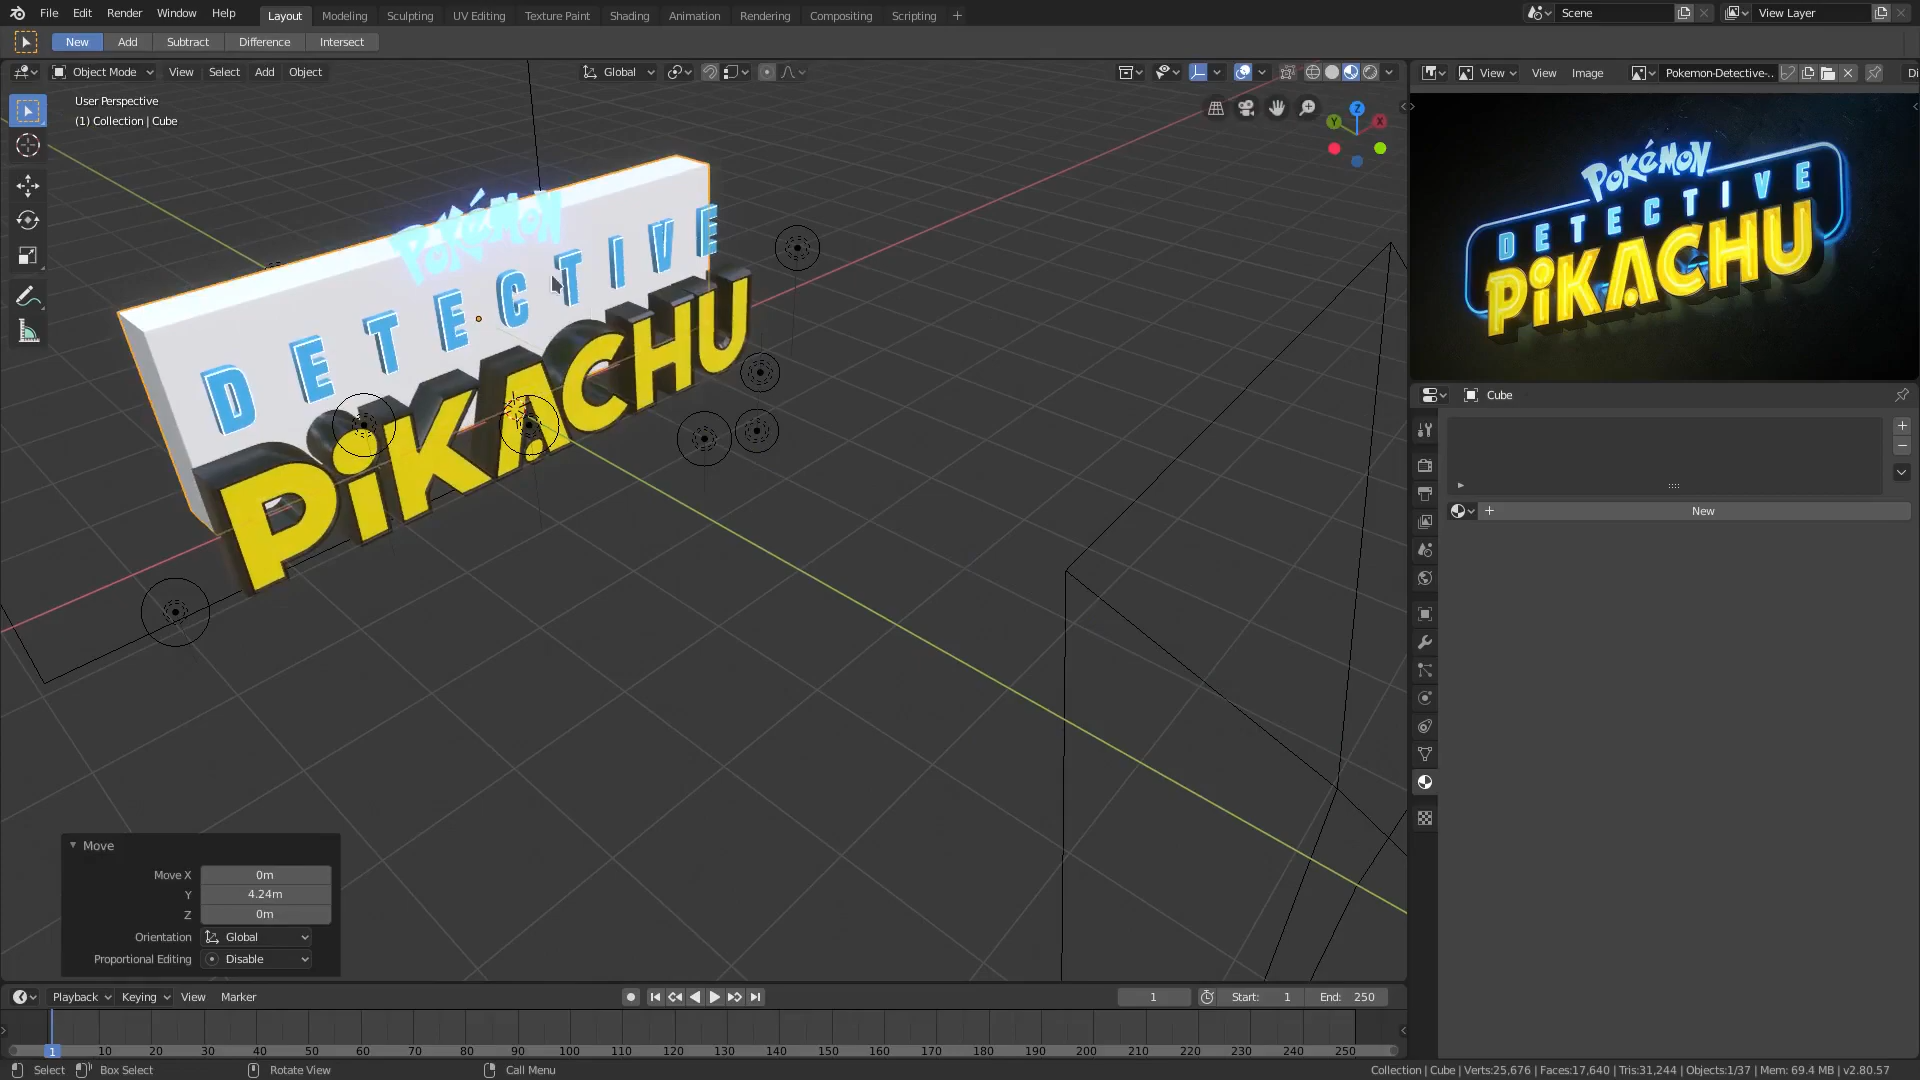 File Edit Render Window Help Layout Modeling Sculpting UV Editing Texture Paint Shading Animation Rendering Compositing Scripting + Scene View Layer
New Add Subtract Difference Intersect
Object Mode View Select Add Object Global View View Image Pokemon-Detective-.. Di
User Perspective
(1) Collection | Cube
Z
Y X
POKéMON
DETECTIVE
PiKACHU
POKéMON
DETECTIVE
PiKACHU
Cube
New
Move
Move X 0m
Y 4.24m
Z 0m
Orientation Global
Proportional Editing Disable
Playback Keying View Marker 1 Start: 1 End: 250
1 10 20 30 40 50 60 70 80 90 100 110 120 130 140 150 160 170 180 190 200 210 220 230 240 250
Select Box Select Rotate View Call Menu Collection | Cube | Verts:25,676 | Faces:17,640 | Tris:31,244 | Objects:1/37 | Mem: 69.4 MB | v2.80.57